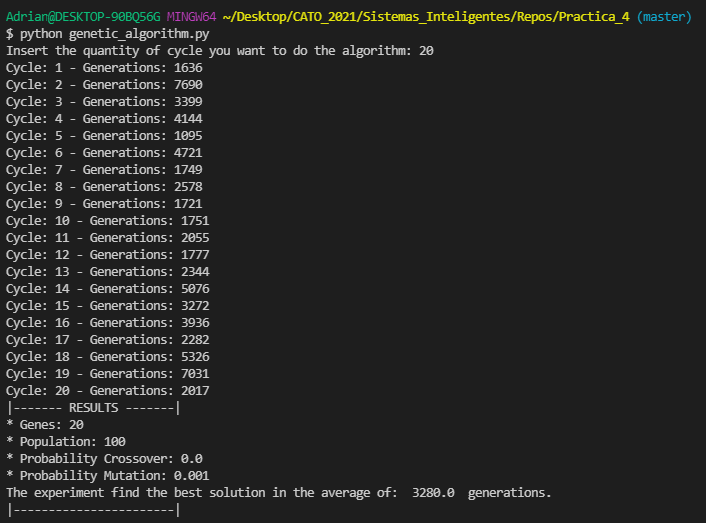 Adrian@DESKTOP-90BQ56G MINGW64 ~/Desktop/CATO_2021/Sistemas_Inteligentes/Repos/Practica_4 (master)
$ python genetic_algorithm.py
Insert the quantity of cycle you want to do the algorithm: 20
Cycle: 1 - Generations: 1636
Cycle: 2 - Generations: 7690
Cycle: 3 - Generations: 3399
Cycle: 4 - Generations: 4144
Cycle: 5 - Generations: 1095
Cycle: 6 - Generations: 4721
Cycle: 7 - Generations: 1749
Cycle: 8 - Generations: 2578
Cycle: 9 - Generations: 1721
Cycle: 10 - Generations: 1751
Cycle: 11 - Generations: 2055
Cycle: 12 - Generations: 1777
Cycle: 13 - Generations: 2344
Cycle: 14 - Generations: 5076
Cycle: 15 - Generations: 3272
Cycle: 16 - Generations: 3936
Cycle: 17 - Generations: 2282
Cycle: 18 - Generations: 5326
Cycle: 19 - Generations: 7031
Cycle: 20 - Generations: 2017
|------- RESULTS -------|
* Genes: 20
* Population: 100
* Probability Crossover: 0.0
* Probability Mutation: 0.001
The experiment find the best solution in the average of:  3280.0  generations.
|-----------------------|